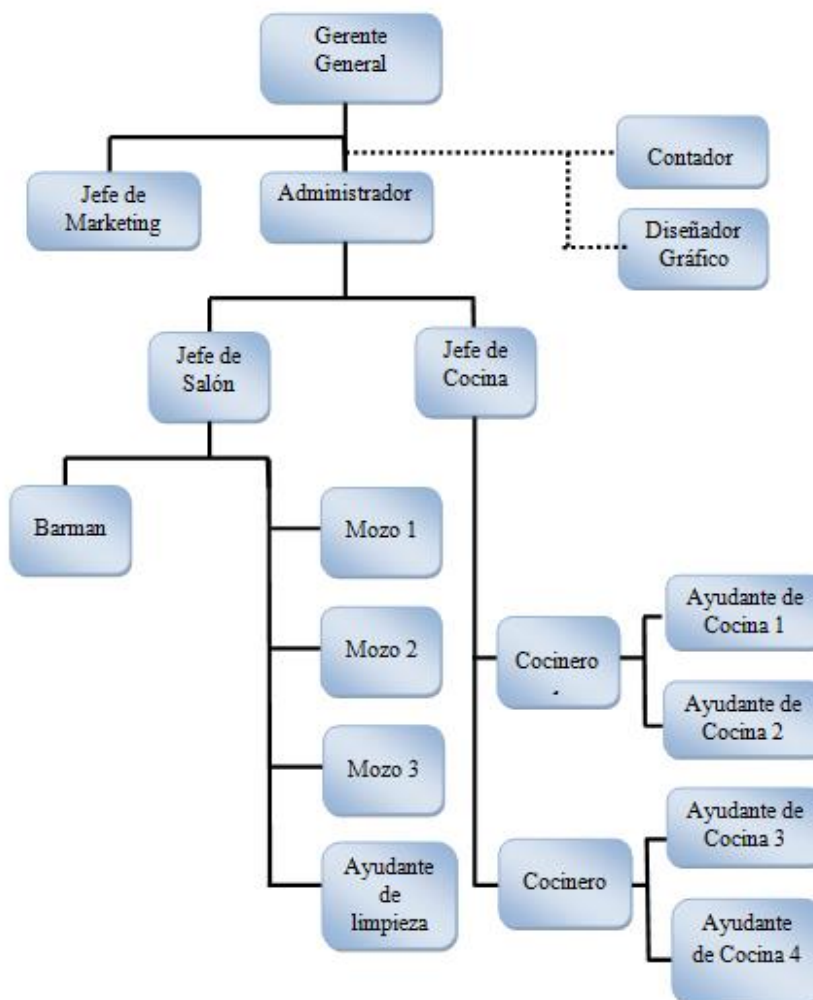 Gerente
General
Jefe de
Marketing
Administrador
Contador
Diseñador
Gráfico
Jefe de
Salón
Jefe de
Cocina
Barman
Mozo 1
Mozo 2
Mozo 3
Ayudante
de
limpieza
Cocinero
Ayudante de
Cocina 1
Ayudante de
Cocina 2
Cocinero
Ayudante de
Cocina 3
Ayudante
de Cocina 4